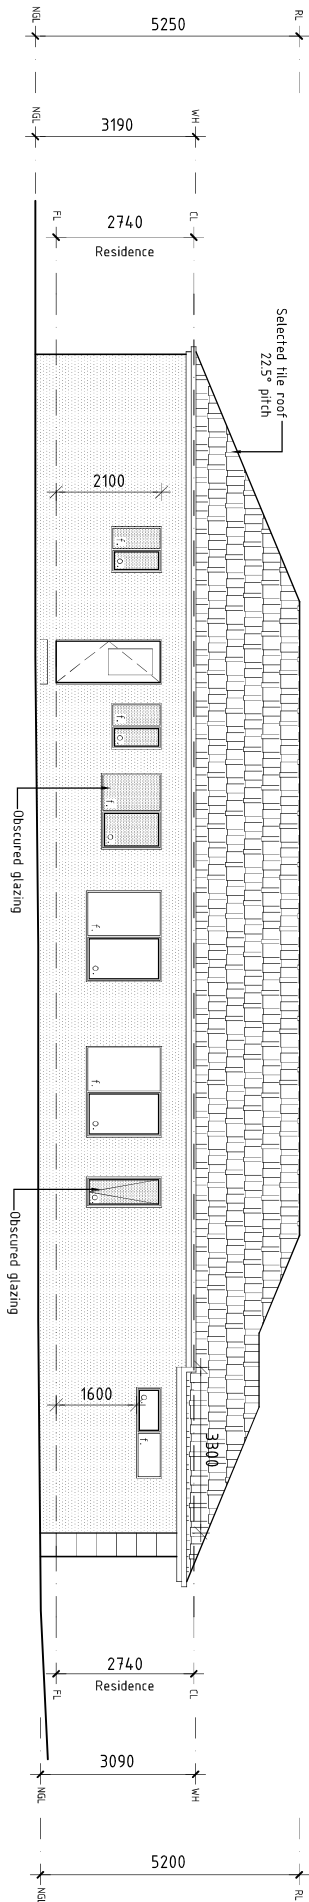 NGL
5250
RL
NGL
3190
WH
FL
2740
CL
Residence
Selected tile roof
22.5° pitch
2100
f.
o.
f.
o.
f.
o.
Obscured glazing
f.
o.
f.
o.
o.
Obscured glazing
1600
o.
f.
3300
2740
Residence
FL
CL
3090
NGL
WH
5200
NGL
RL